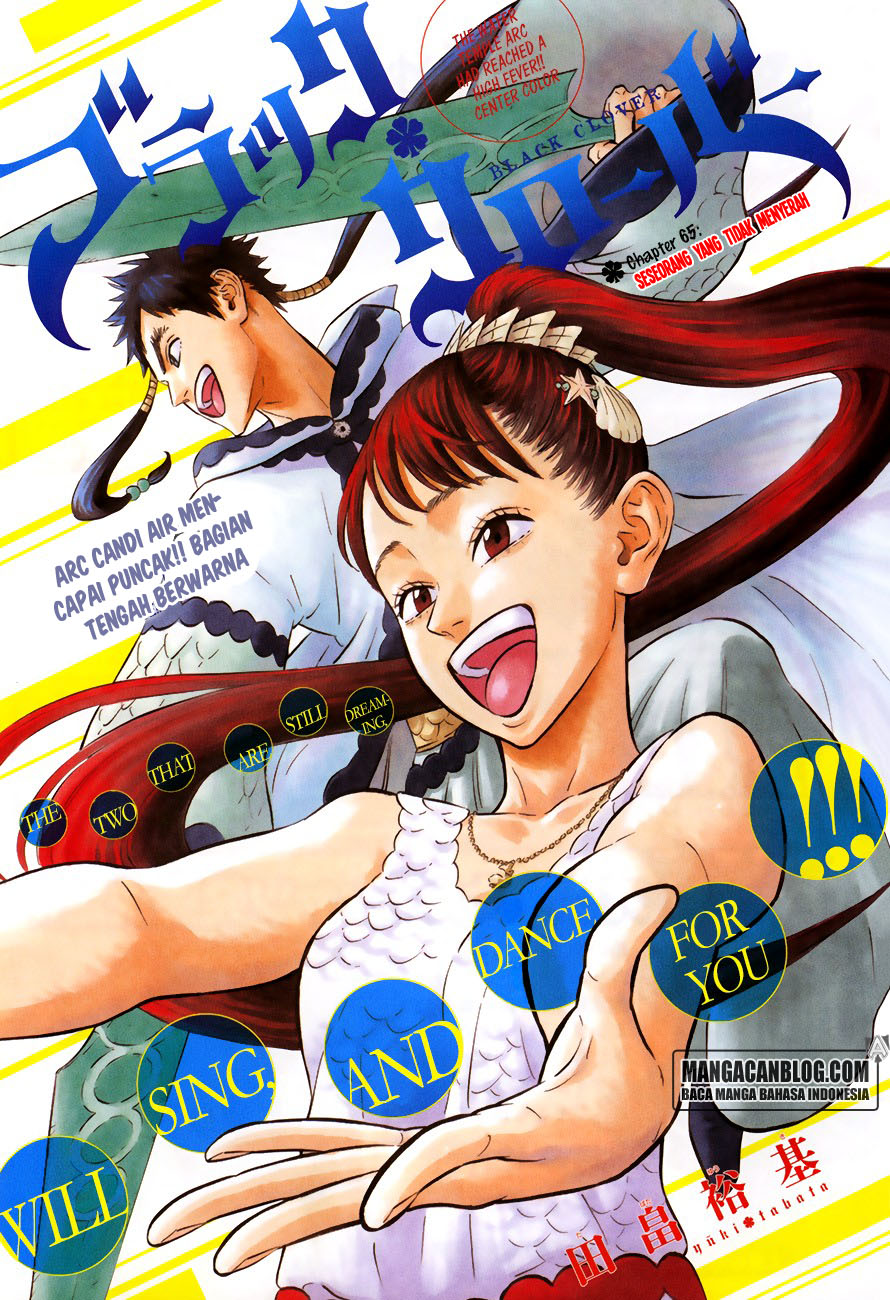 THE WATER
TEMPLE ARC
HAD REACHED A
HIGH FEVER!!
CENTER COLOR
ブラック
クローバー
BLACK CLOVER
Chapter 65:
SESEORANG YANG TIDAK MENYERAH
ARC CANDI AIR MEN-
CAPAI PUNCAK!! BAGIAN
TENGAH BERWARNA
THE TWO THAT ARE STILL DREAM-
ING
WILL SING, AND DANCE FOR
YOU
!!!
MANGACANBLOG.COM
BACA MANGA BAHASA INDONESIA
田畠裕基
yūki tabata